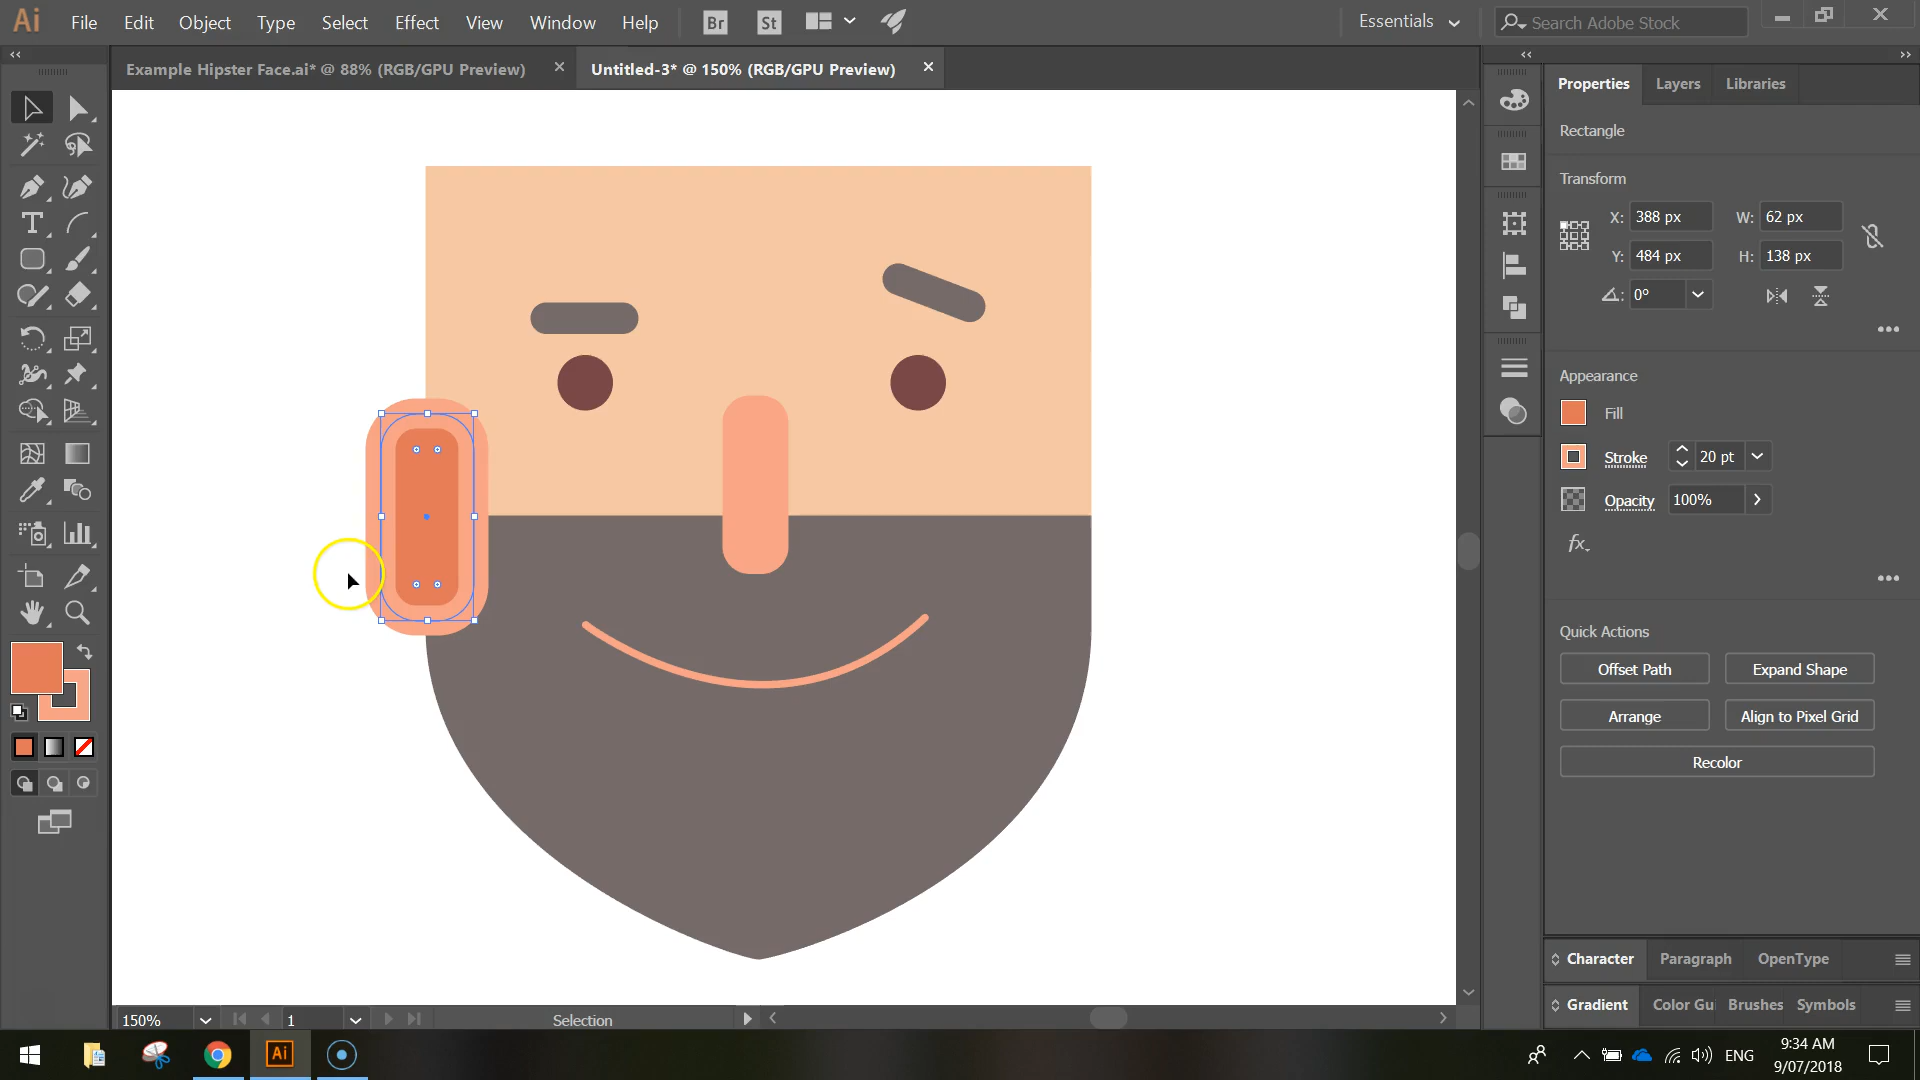 Ai File Edit Object Type Select Effect View Window Help Br St Essentials Search Adobe Stock
Example Hipster Face.ai* @ 88% (RGB/GPU Preview) Untitled-3* @ 150% (RGB/GPU Preview)
Properties Layers Libraries
Rectangle
Transform
X: 388 px W: 62 px
Y: 484 px H: 138 px
0°
Appearance
Fill
Stroke 20 pt
Opacity 100%
fx
Quick Actions
Offset Path Expand Shape
Arrange Align to Pixel Grid
Recolor
Character Paragraph OpenType
Gradient Color Gui Brushes Symbols
150% 1 Selection
Ai ENG
9:34 AM
9/07/2018